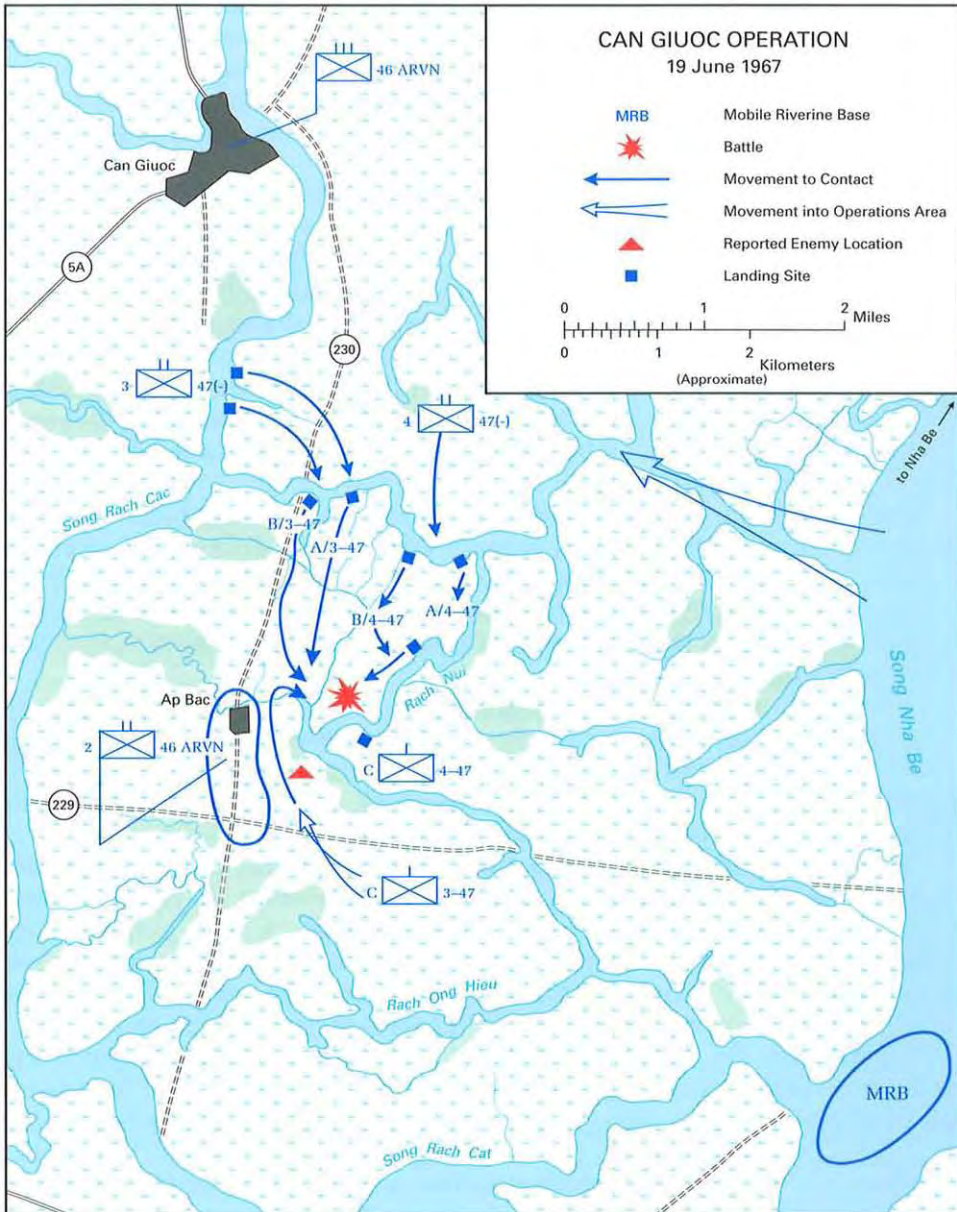 CAN GIUOC OPERATION
19 June 1967
MRB Mobile Riverine Base
Battle
Movement to Contact
Movement into Operations Area
Reported Enemy Location
Landing Site
0 1 2 Miles
0 1 2
Kilometers
(Approximate)
46 ARVN
Can Giuoc
5A
230
3 47(-)
4 47(-)
to Nha Be
Song Rach Cac
B/3–47
A/3–47
B/4–47
A/4–47
Rach Nui
Song Nha Be
Ap Bac
2 46 ARVN
C 4–47
229
C 3–47
Rach Ong Hieu
MRB
Song Rach Cat